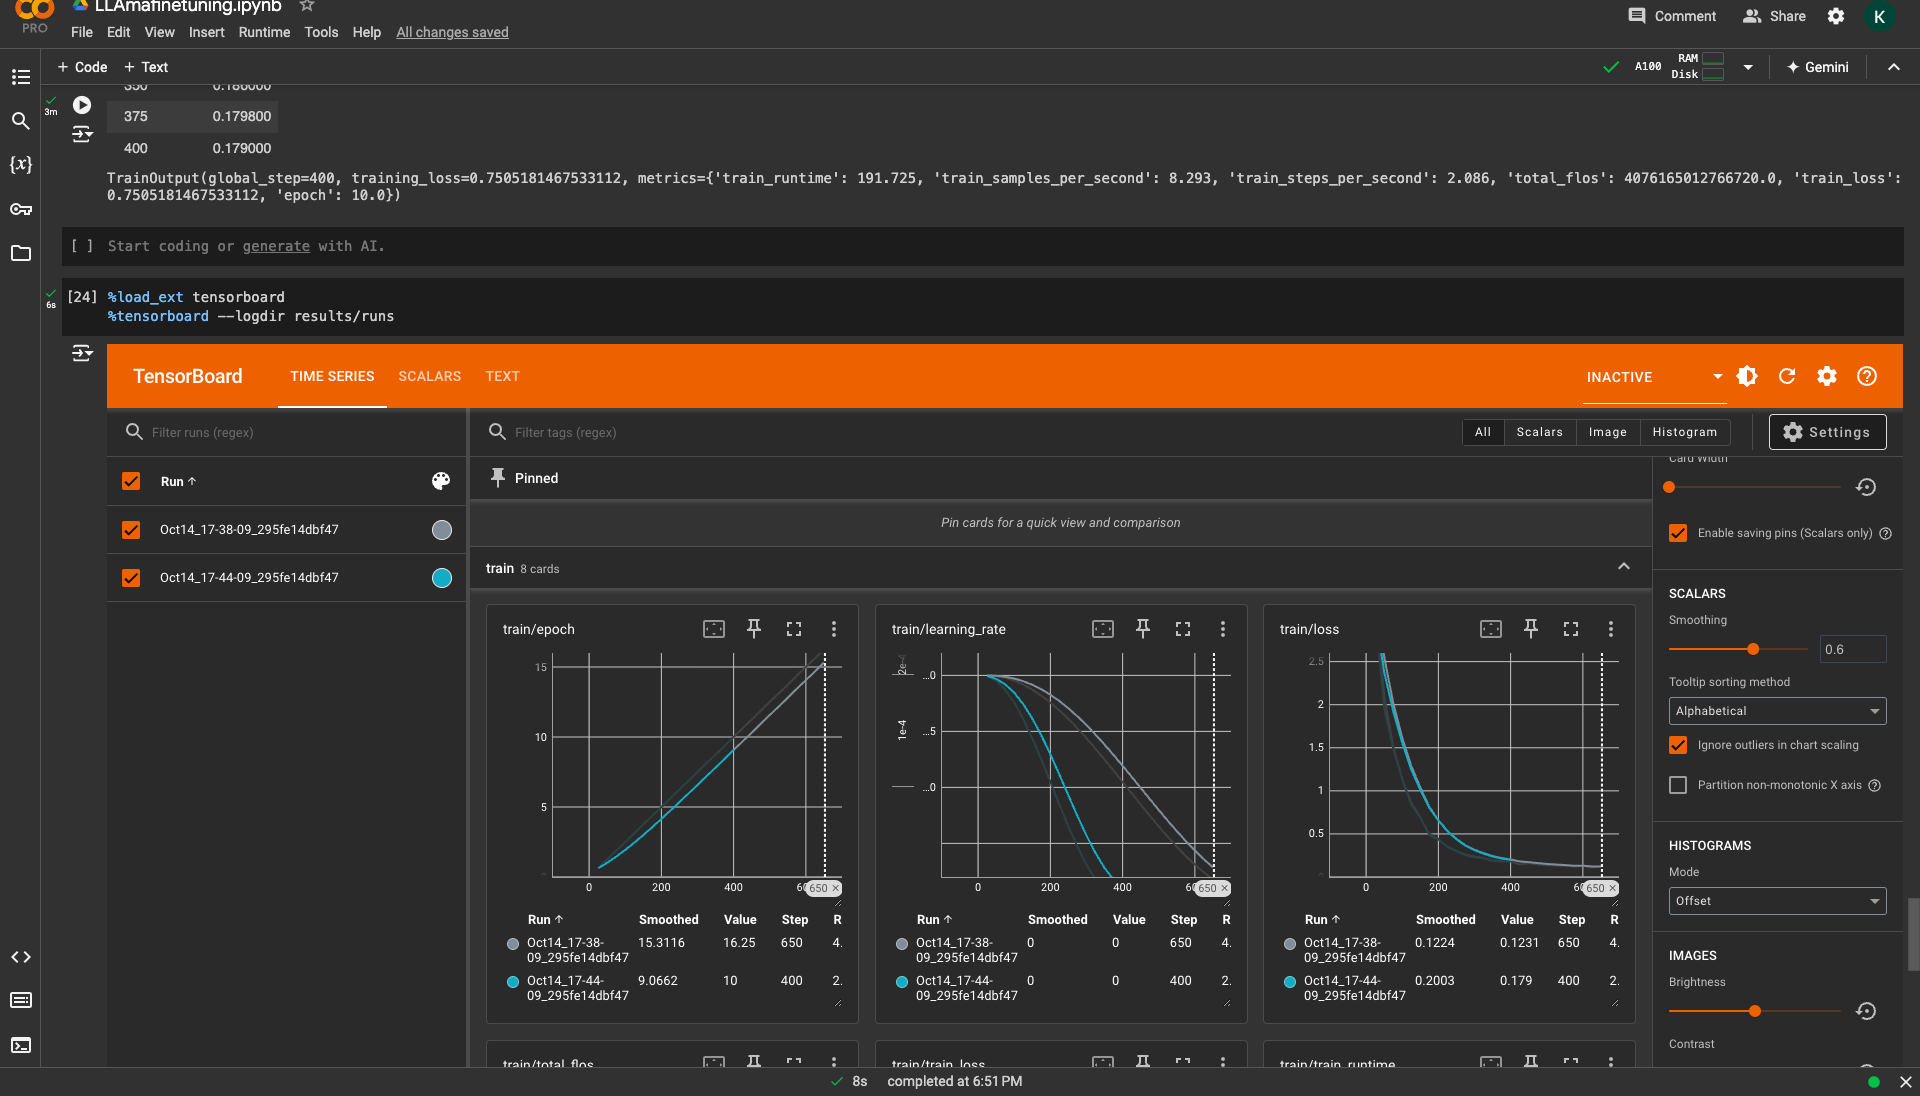 LLAmafinetuning.ipynb
PRO
File Edit View Insert Runtime Tools Help All changes saved
Comment Share K
+ Code + Text
A100 RAM Disk Gemini
3m
350 0.186000
375 0.179800
400 0.179000
TrainOutput(global_step=400, training_loss=0.7505181467533112, metrics={'train_runtime': 191.725, 'train_samples_per_second': 8.293, 'train_steps_per_second': 2.086, 'total_flos': 4076165012766720.0, 'train_loss':
0.7505181467533112, 'epoch': 10.0})
[ ] Start coding or generate with AI.
6s
[24] %load_ext tensorboard
%tensorboard --logdir results/runs
TensorBoard TIME SERIES SCALARS TEXT INACTIVE
Filter runs (regex)
Run ↑
Oct14_17-38-09_295fe14dbf47
Oct14_17-44-09_295fe14dbf47
Filter tags (regex)
All Scalars Image Histogram Settings
Pinned
Pin cards for a quick view and comparison
train 8 cards
train/epoch
15
10
5
0 200 400 60 650 ×
Run ↑ Smoothed Value Step R
Oct14_17-38-09_295fe14dbf47 15.3116 16.25 650 4.
Oct14_17-44-09_295fe14dbf47 9.0662 10 400 2.
train/learning_rate
2e-4 ...0
1e-4 ...5
...0
0 200 400 60 650 ×
Run ↑ Smoothed Value Step R
Oct14_17-38-09_295fe14dbf47 0 0 650 4.
Oct14_17-44-09_295fe14dbf47 0 0 400 2.
train/loss
2.5
2
1.5
1
0.5
0 200 400 6 650 ×
Run ↑ Smoothed Value Step R
Oct14_17-38-09_295fe14dbf47 0.1224 0.1231 650 4.
Oct14_17-44-09_295fe14dbf47 0.2003 0.179 400 2.
train/total_flos
train/train_loss
train/train_runtime
Card Width
Enable saving pins (Scalars only)
SCALARS
Smoothing
0.6
Tooltip sorting method
Alphabetical
Ignore outliers in chart scaling
Partition non-monotonic X axis
HISTOGRAMS
Mode
Offset
IMAGES
Brightness
Contrast
8s completed at 6:51 PM